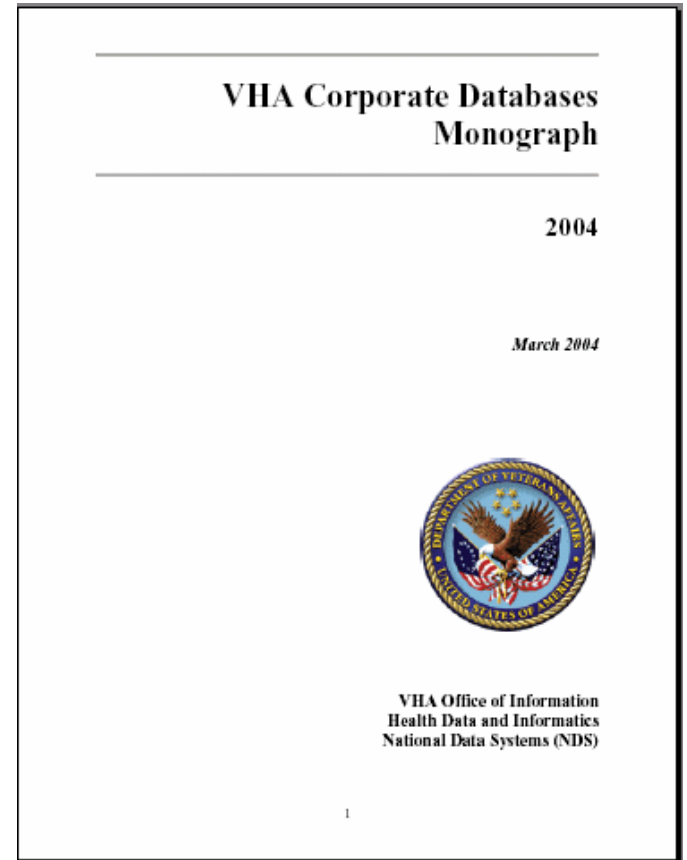 VHA Corporate Databases
Monograph
2004
March 2004
DEPARTMENT OF VETERANS AFFAIRS
UNITED STATES OF AMERICA
VHA Office of Information
Health Data and Informatics
National Data Systems (NDS)
1